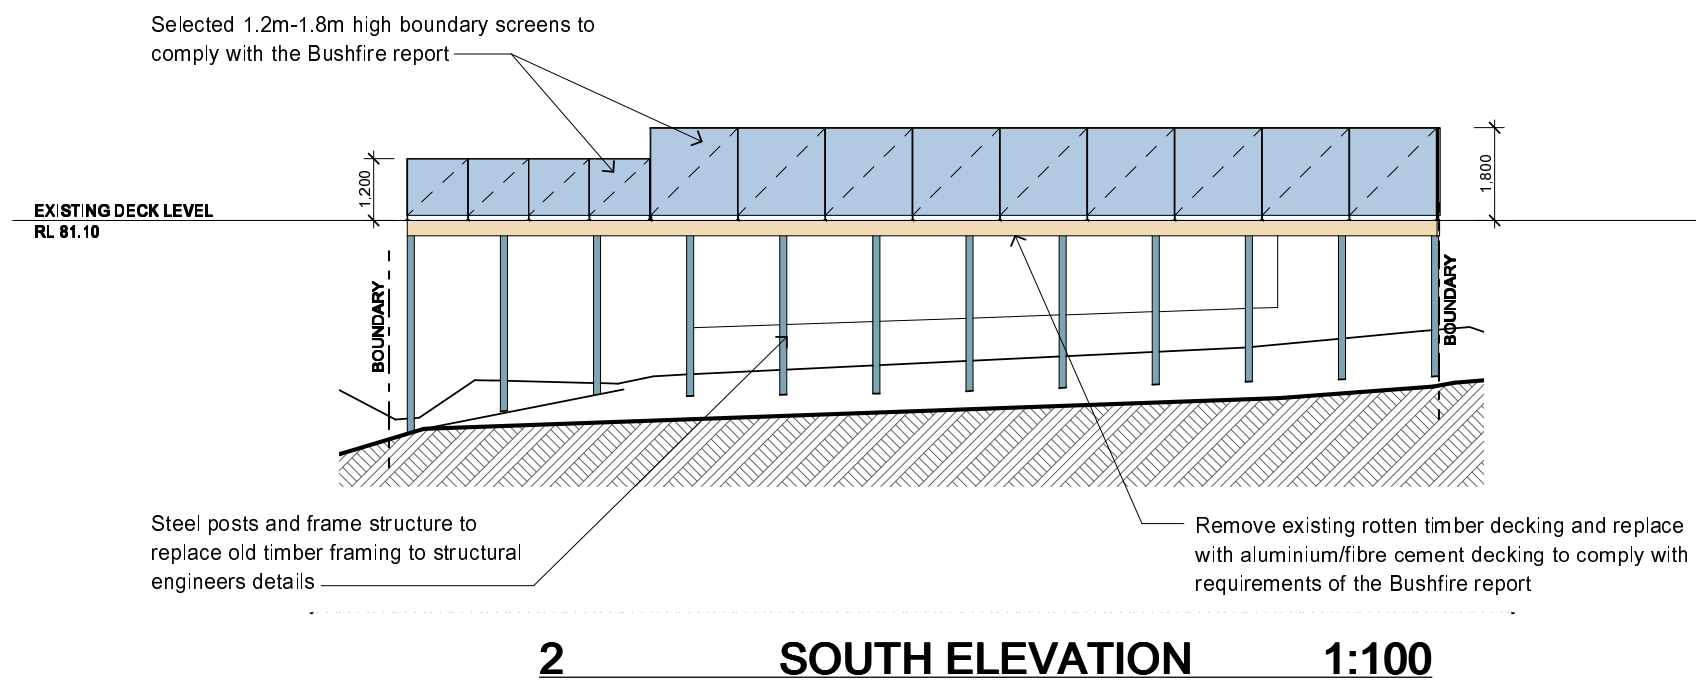 Selected 1.2m-1.8m high boundary screens to
comply with the Bushfire report
1,200
1,800
EXISTING DECK LEVEL
RL 81.10
BOUNDARY
BOUNDARY
Steel posts and frame structure to
replace old timber framing to structural
engineers details
Remove existing rotten timber decking and replace
with aluminium/fibre cement decking to comply with
requirements of the Bushfire report
2 SOUTH ELEVATION 1:100